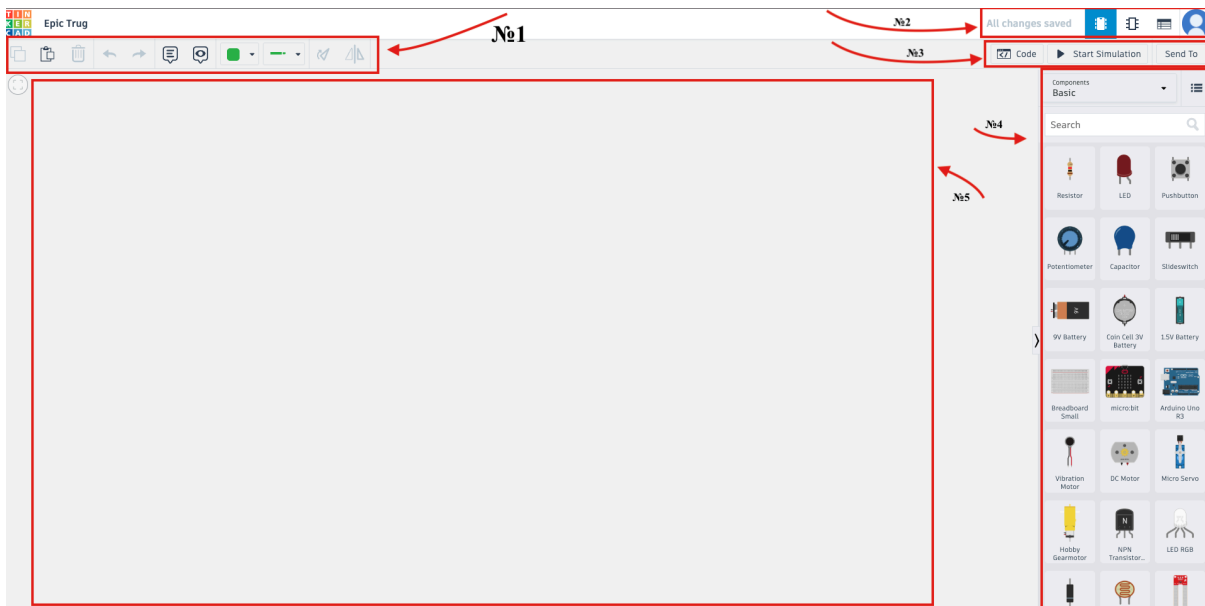 TIN
KER
CAD
Epic Trug
№1
№2
All changes saved
№3
Code
Start Simulation
Send To
Components
Basic
№4
Search
№5
Resistor
LED
Pushbutton
Potentiometer
Capacitor
Slideswitch
9V Battery
Coin Cell 3V
Battery
1.5V Battery
Breadboard
Small
micro:bit
Arduino Uno
R3
Vibration
Motor
DC Motor
Micro Servo
Hobby
Gearmotor
N
NPN
Transistor...
LED RGB